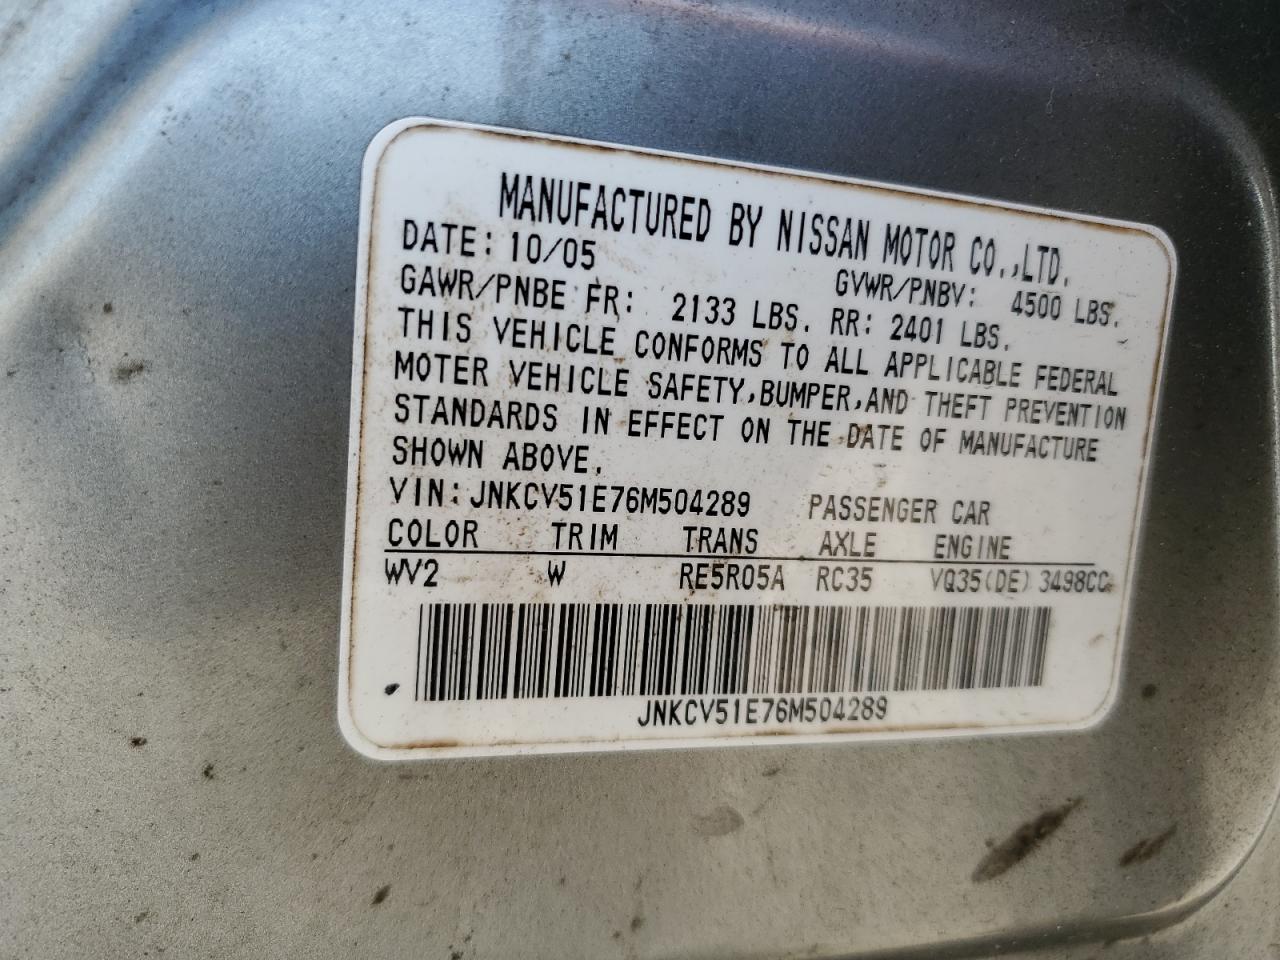 MANUFACTURED BY NISSAN MOTOR CO.,LTD.
DATE: 10/05 GVWR/PNBV: 4500 LBS.
GAWR/PNBE FR: 2133 LBS. RR: 2401 LBS.
THIS VEHICLE CONFORMS TO ALL APPLICABLE FEDERAL
MOTER VEHICLE SAFETY,BUMPER,AND THEFT PREVENTION
STANDARDS IN EFFECT ON THE DATE OF MANUFACTURE
SHOWN ABOVE.
VIN: JNKCV51E76M504289 PASSENGER CAR
COLOR TRIM TRANS AXLE ENGINE
WV2 W RE5R05A RC35 VQ35(DE) 3498CC
JNKCV51E76M504289